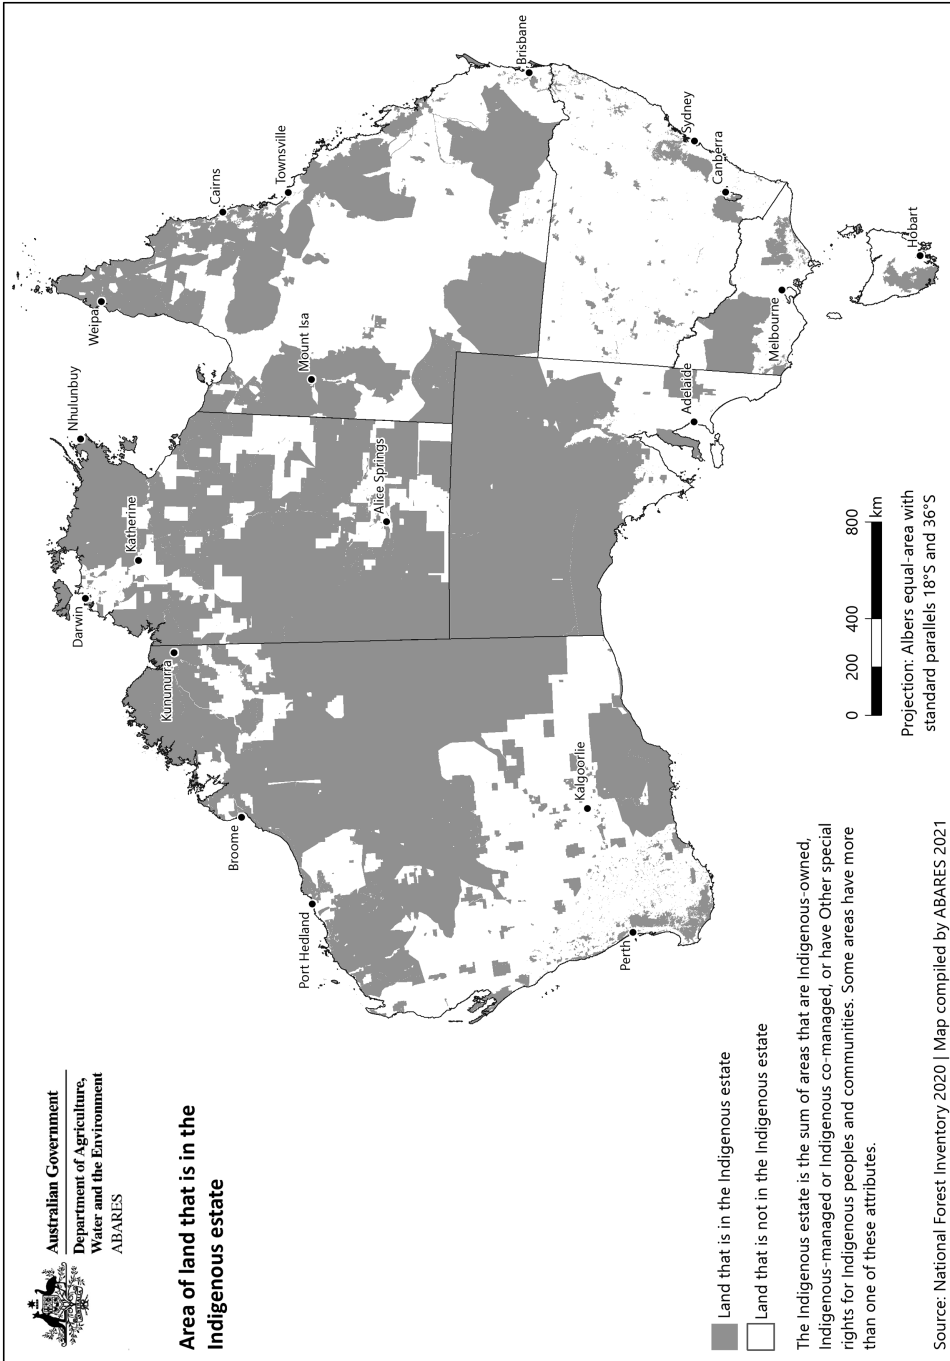 Australian Government
Department of Agriculture,
Water and the Environment
ABARES
Area of land that is in the
Indigenous estate
Darwin
Nhulunbuy
Katherine
Weipa
Kununurra
Cairns
Broome
Townsville
Port Hedland
Mount Isa
Alice Springs
Brisbane
Kalgoorlie
Perth
Adelaide
Sydney
Canberra
Melbourne
Hobart
Land that is in the Indigenous estate
Land that is not in the Indigenous estate
0
200
400
800
km
Projection: Albers equal-area with
standard parallels 18°S and 36°S
The Indigenous estate is the sum of areas that are Indigenous-owned,
Indigenous-managed or Indigenous co-managed, or have Other special
rights for Indigenous peoples and communities. Some areas have more
than one of these attributes.
Source: National Forest Inventory 2020 | Map compiled by ABARES 2021